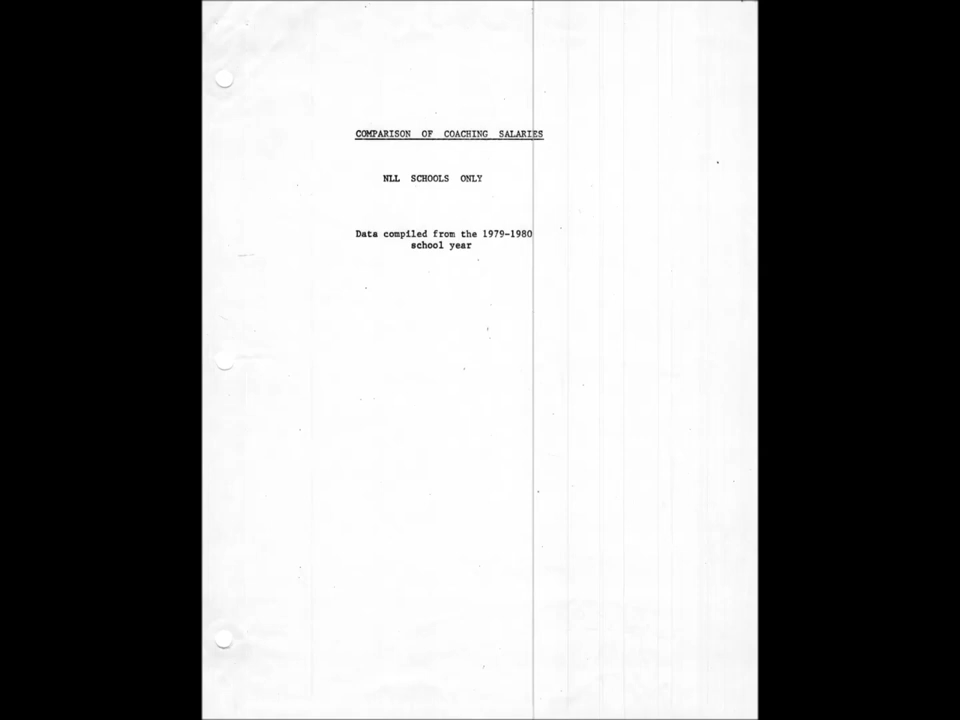 COMPARISON OF COACHING SALARIES
NLL SCHOOLS ONLY
Data compiled from the 1979-1980
school year